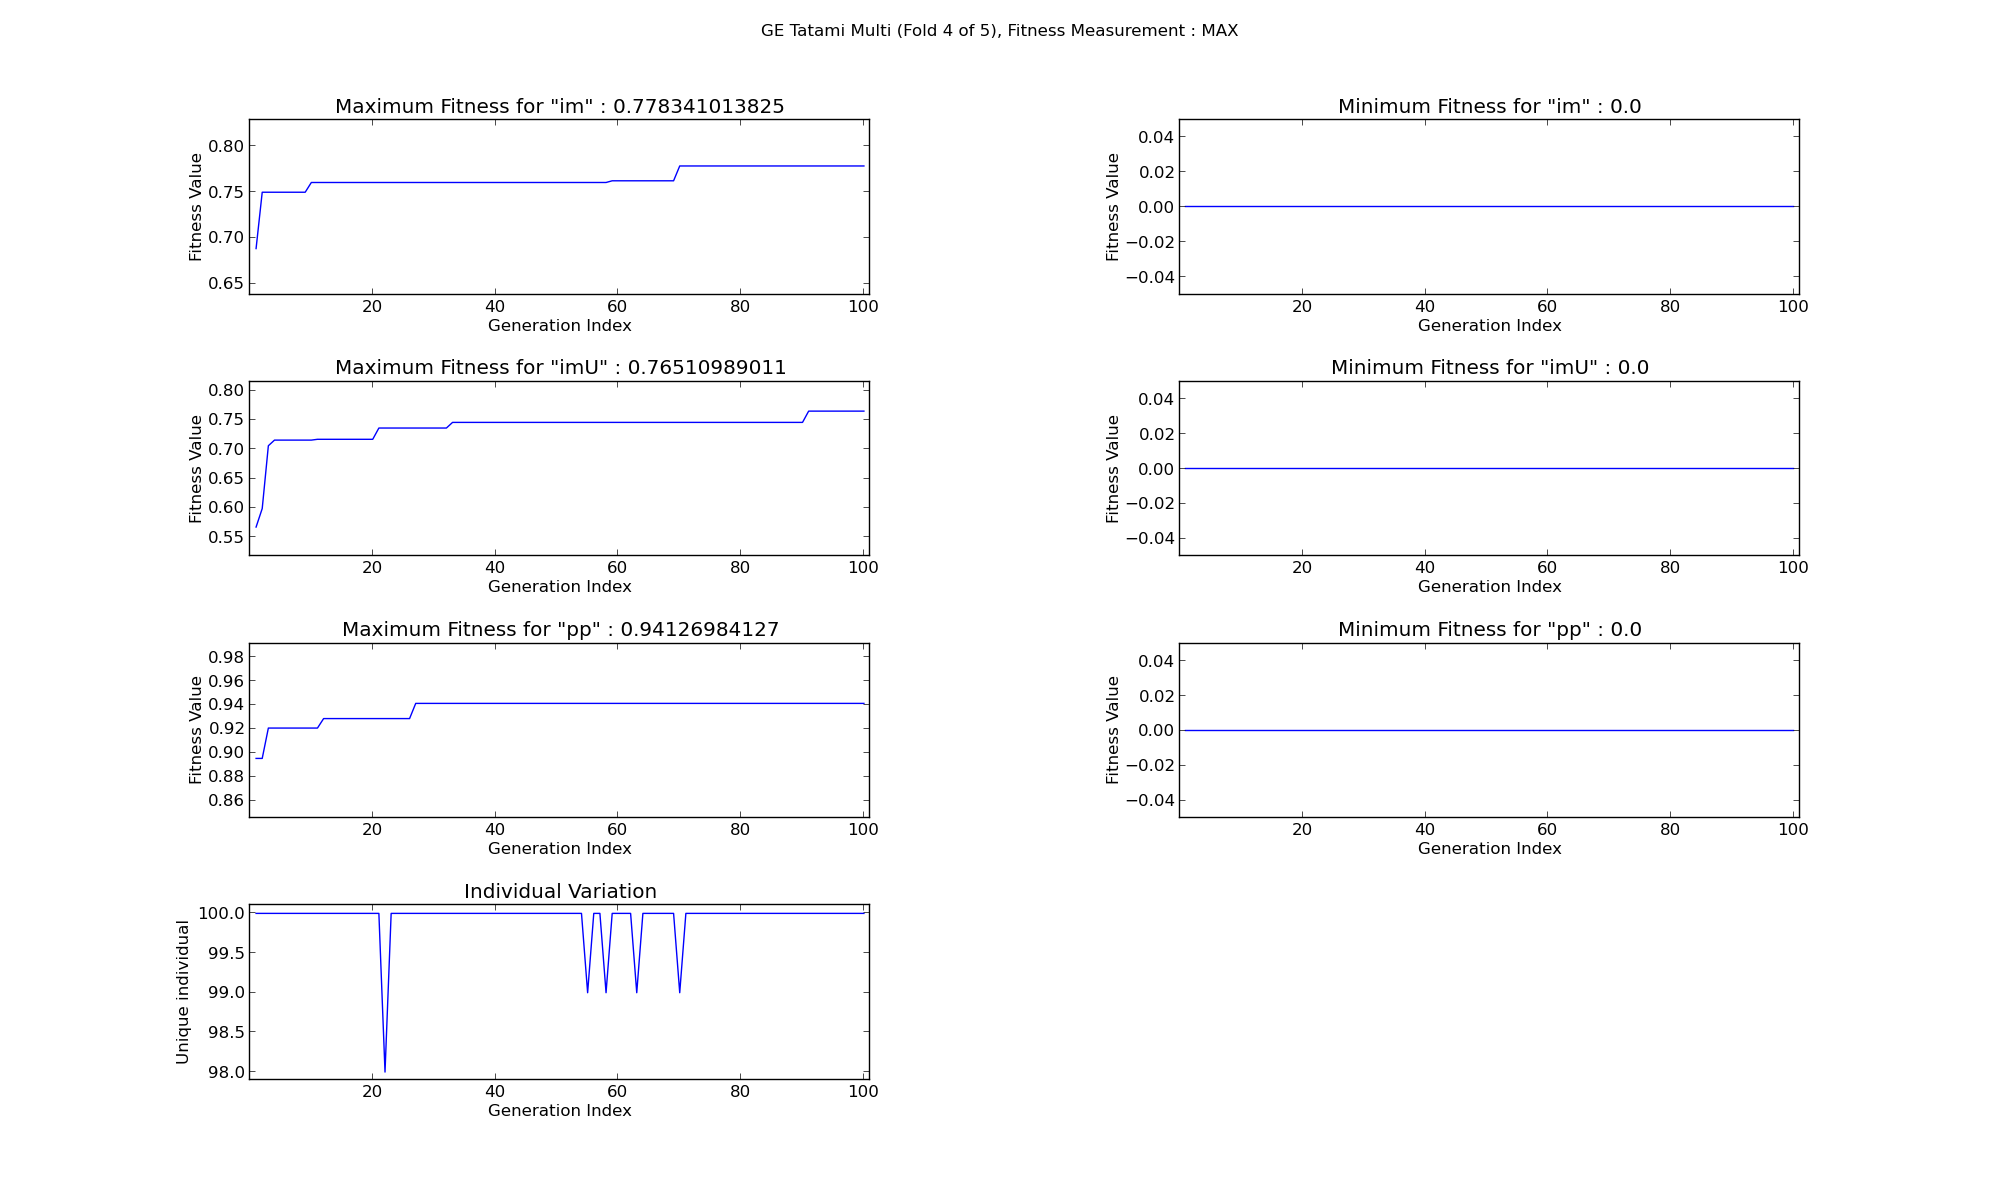 GE Tatami Multi (Fold 4 of 5), Fitness Measurement : MAX
Maximum Fitness for "im" : 0.778341013825
Fitness Value
0.80
0.75
0.70
0.65
20 40 60 80 100
Generation Index
Minimum Fitness for "im" : 0.0
Fitness Value
0.04
0.02
0.00
−0.02
−0.04
20 40 60 80 100
Generation Index
Maximum Fitness for "imU" : 0.76510989011
Fitness Value
0.80
0.75
0.70
0.65
0.60
0.55
20 40 60 80 100
Generation Index
Minimum Fitness for "imU" : 0.0
Fitness Value
0.04
0.02
0.00
−0.02
−0.04
20 40 60 80 100
Generation Index
Maximum Fitness for "pp" : 0.94126984127
Fitness Value
0.98
0.96
0.94
0.92
0.90
0.88
0.86
20 40 60 80 100
Generation Index
Minimum Fitness for "pp" : 0.0
Fitness Value
0.04
0.02
0.00
−0.02
−0.04
20 40 60 80 100
Generation Index
Individual Variation
Unique individual
100.0
99.5
99.0
98.5
98.0
20 40 60 80 100
Generation Index